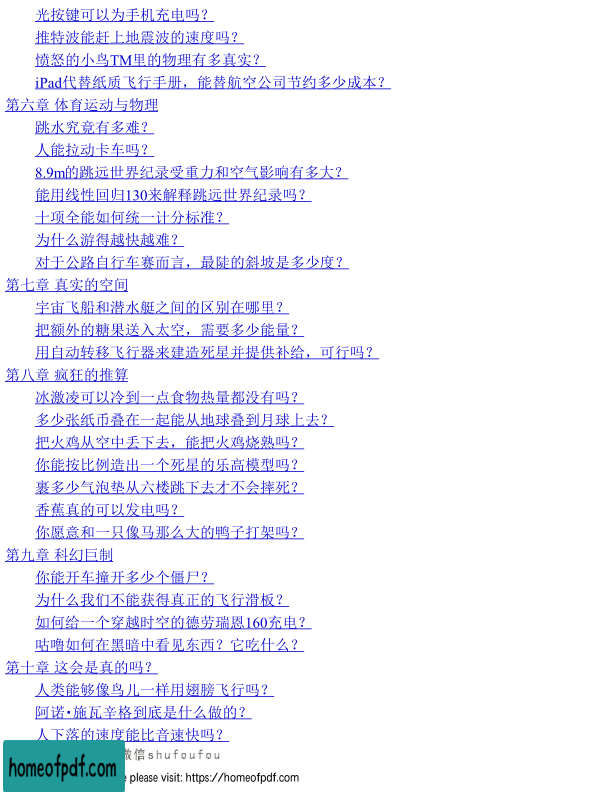 光按键可以为手机充电吗？
推特波能赶上地震波的速度吗？
愤怒的小鸟TM里的物理有多真实？
iPad代替纸质飞行手册，能替航空公司节约多少成本？
第六章 体育运动与物理
跳水究竟有多难？
人能拉动卡车吗？
8.9m的跳远世界纪录受重力和空气影响有多大？
能用线性回归130来解释跳远世界纪录吗？
十项全能如何统一计分标准？
为什么游得越快越难？
对于公路自行车赛而言，最陡的斜坡是多少度？
第七章 真实的空间
宇宙飞船和潜水艇之间的区别在哪里？
把额外的糖果送入太空，需要多少能量？
用自动转移飞行器来建造死星并提供补给，可行吗？
第八章 疯狂的推算
冰激凌可以冷到一点食物热量都没有吗？
多少张纸币叠在一起能从地球叠到月球上去？
把火鸡从空中丢下去，能把火鸡烧熟吗？
你能按比例造出一个死星的乐高模型吗？
裹多少气泡垫从六楼跳下去才不会摔死？
香蕉真的可以发电吗？
你愿意和一只像马那么大的鸭子打架吗？
第九章 科幻巨制
你能开车撞开多少个僵尸？
为什么我们不能获得真正的飞行滑板？
如何给一个穿越时空的德劳瑞恩160充电？
咕噜如何在黑暗中看见东西？它吃什么？
第十章 这会是真的吗？
人类能够像鸟儿一样用翅膀飞行吗？
阿诺·施瓦辛格到底是什么做的？
人下落的速度能比音速快吗？
微信shufoufou
homeofpdf.com
please visit: https://homeofpdf.com